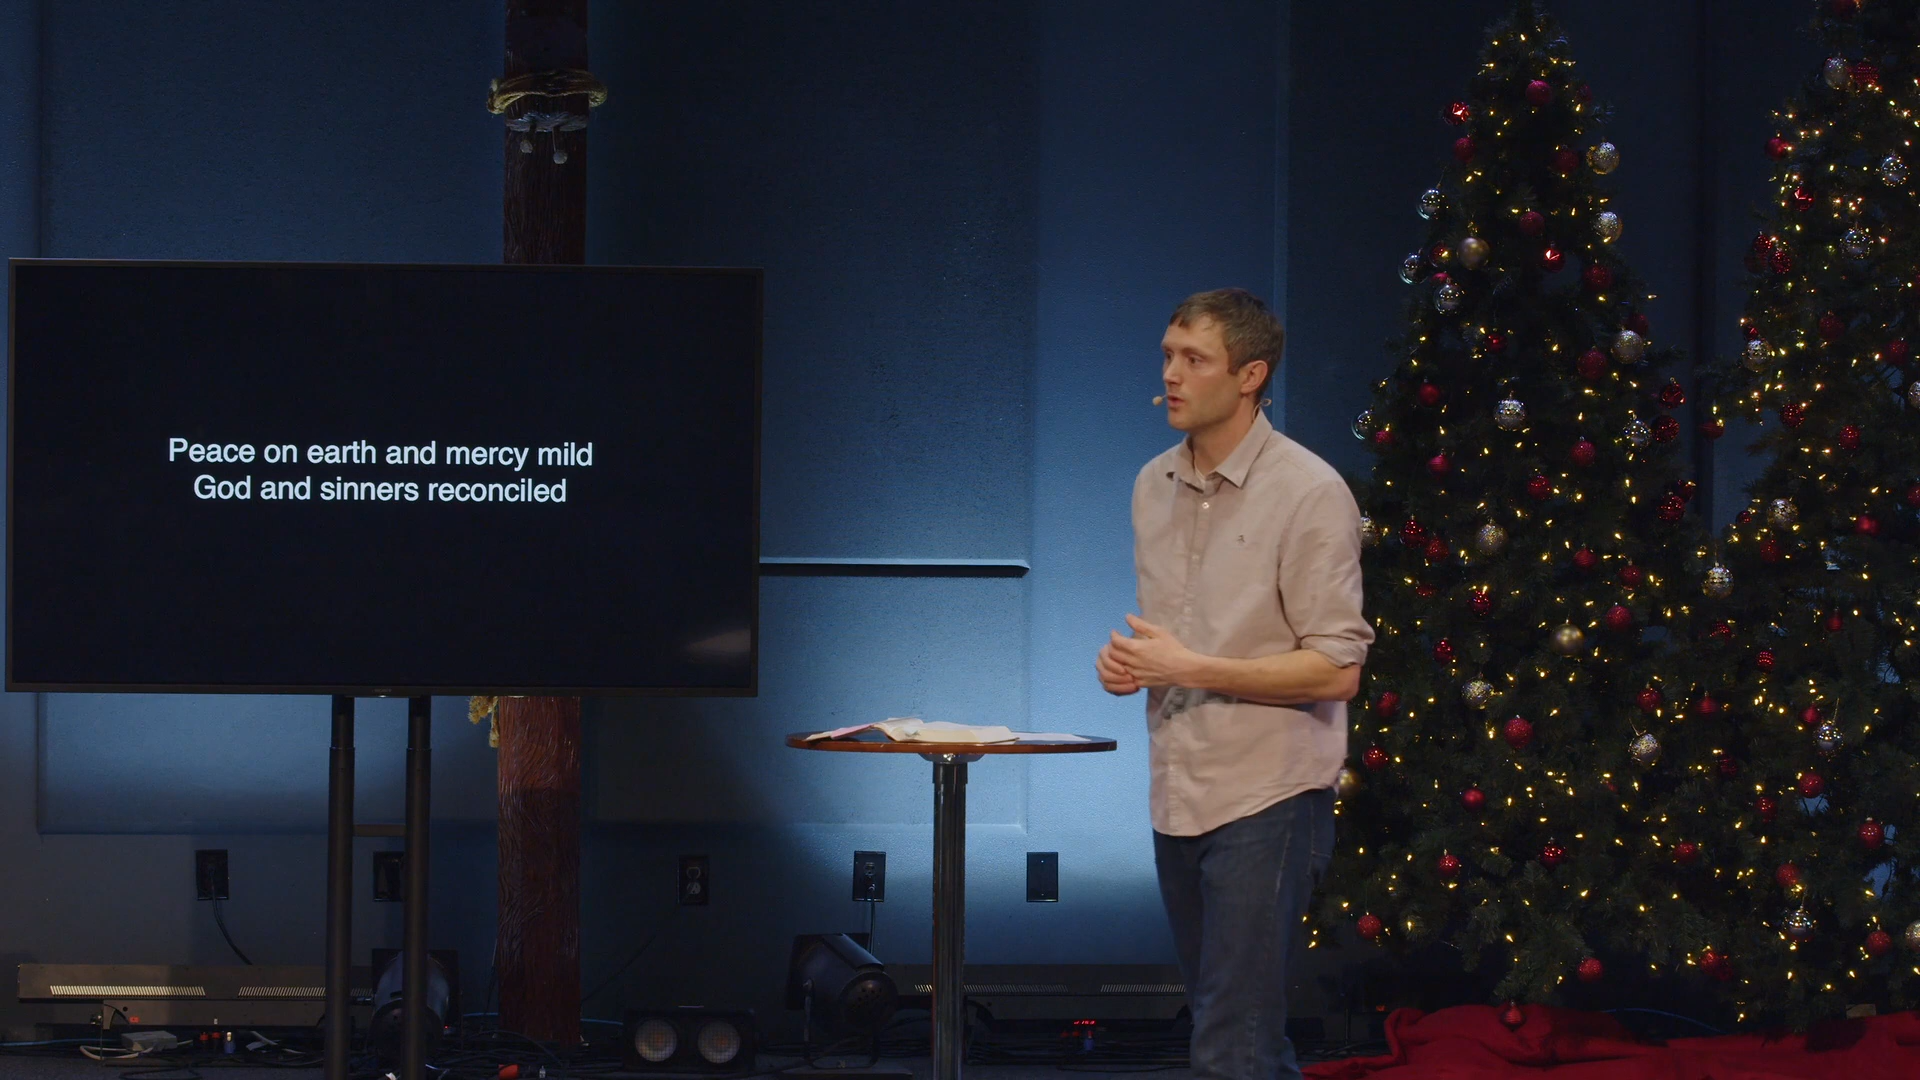 Peace on earth and mercy mild
God and sinners reconciled